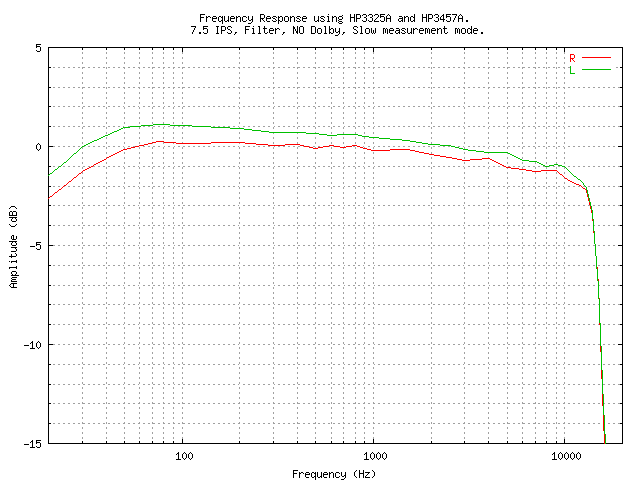 Frequency Response using HP3325A and HP3457A.
7.5 IPS, Filter, NO Dolby, Slow measurement mode.
5
R
L
0
Amplitude (dB)
-5
-10
-15
100
1000
10000
Frequency (Hz)